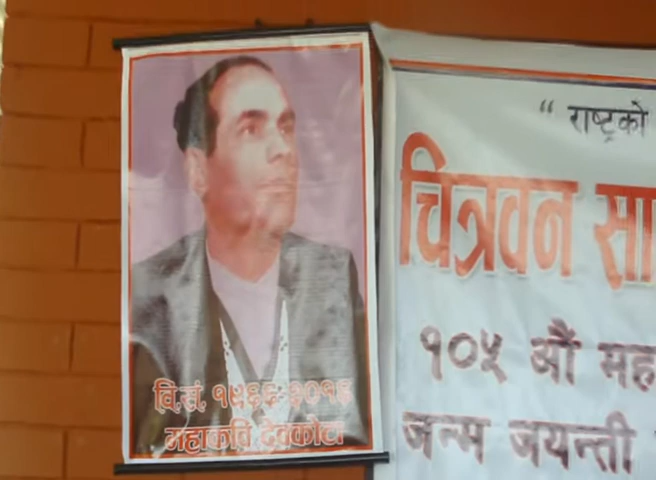 वि.सं. १९६६-२०१६
महाकवि देवकोटा
“ राष्ट्रको
चित्रवन सा
१०५ औं मह
जन्म जयन्ती